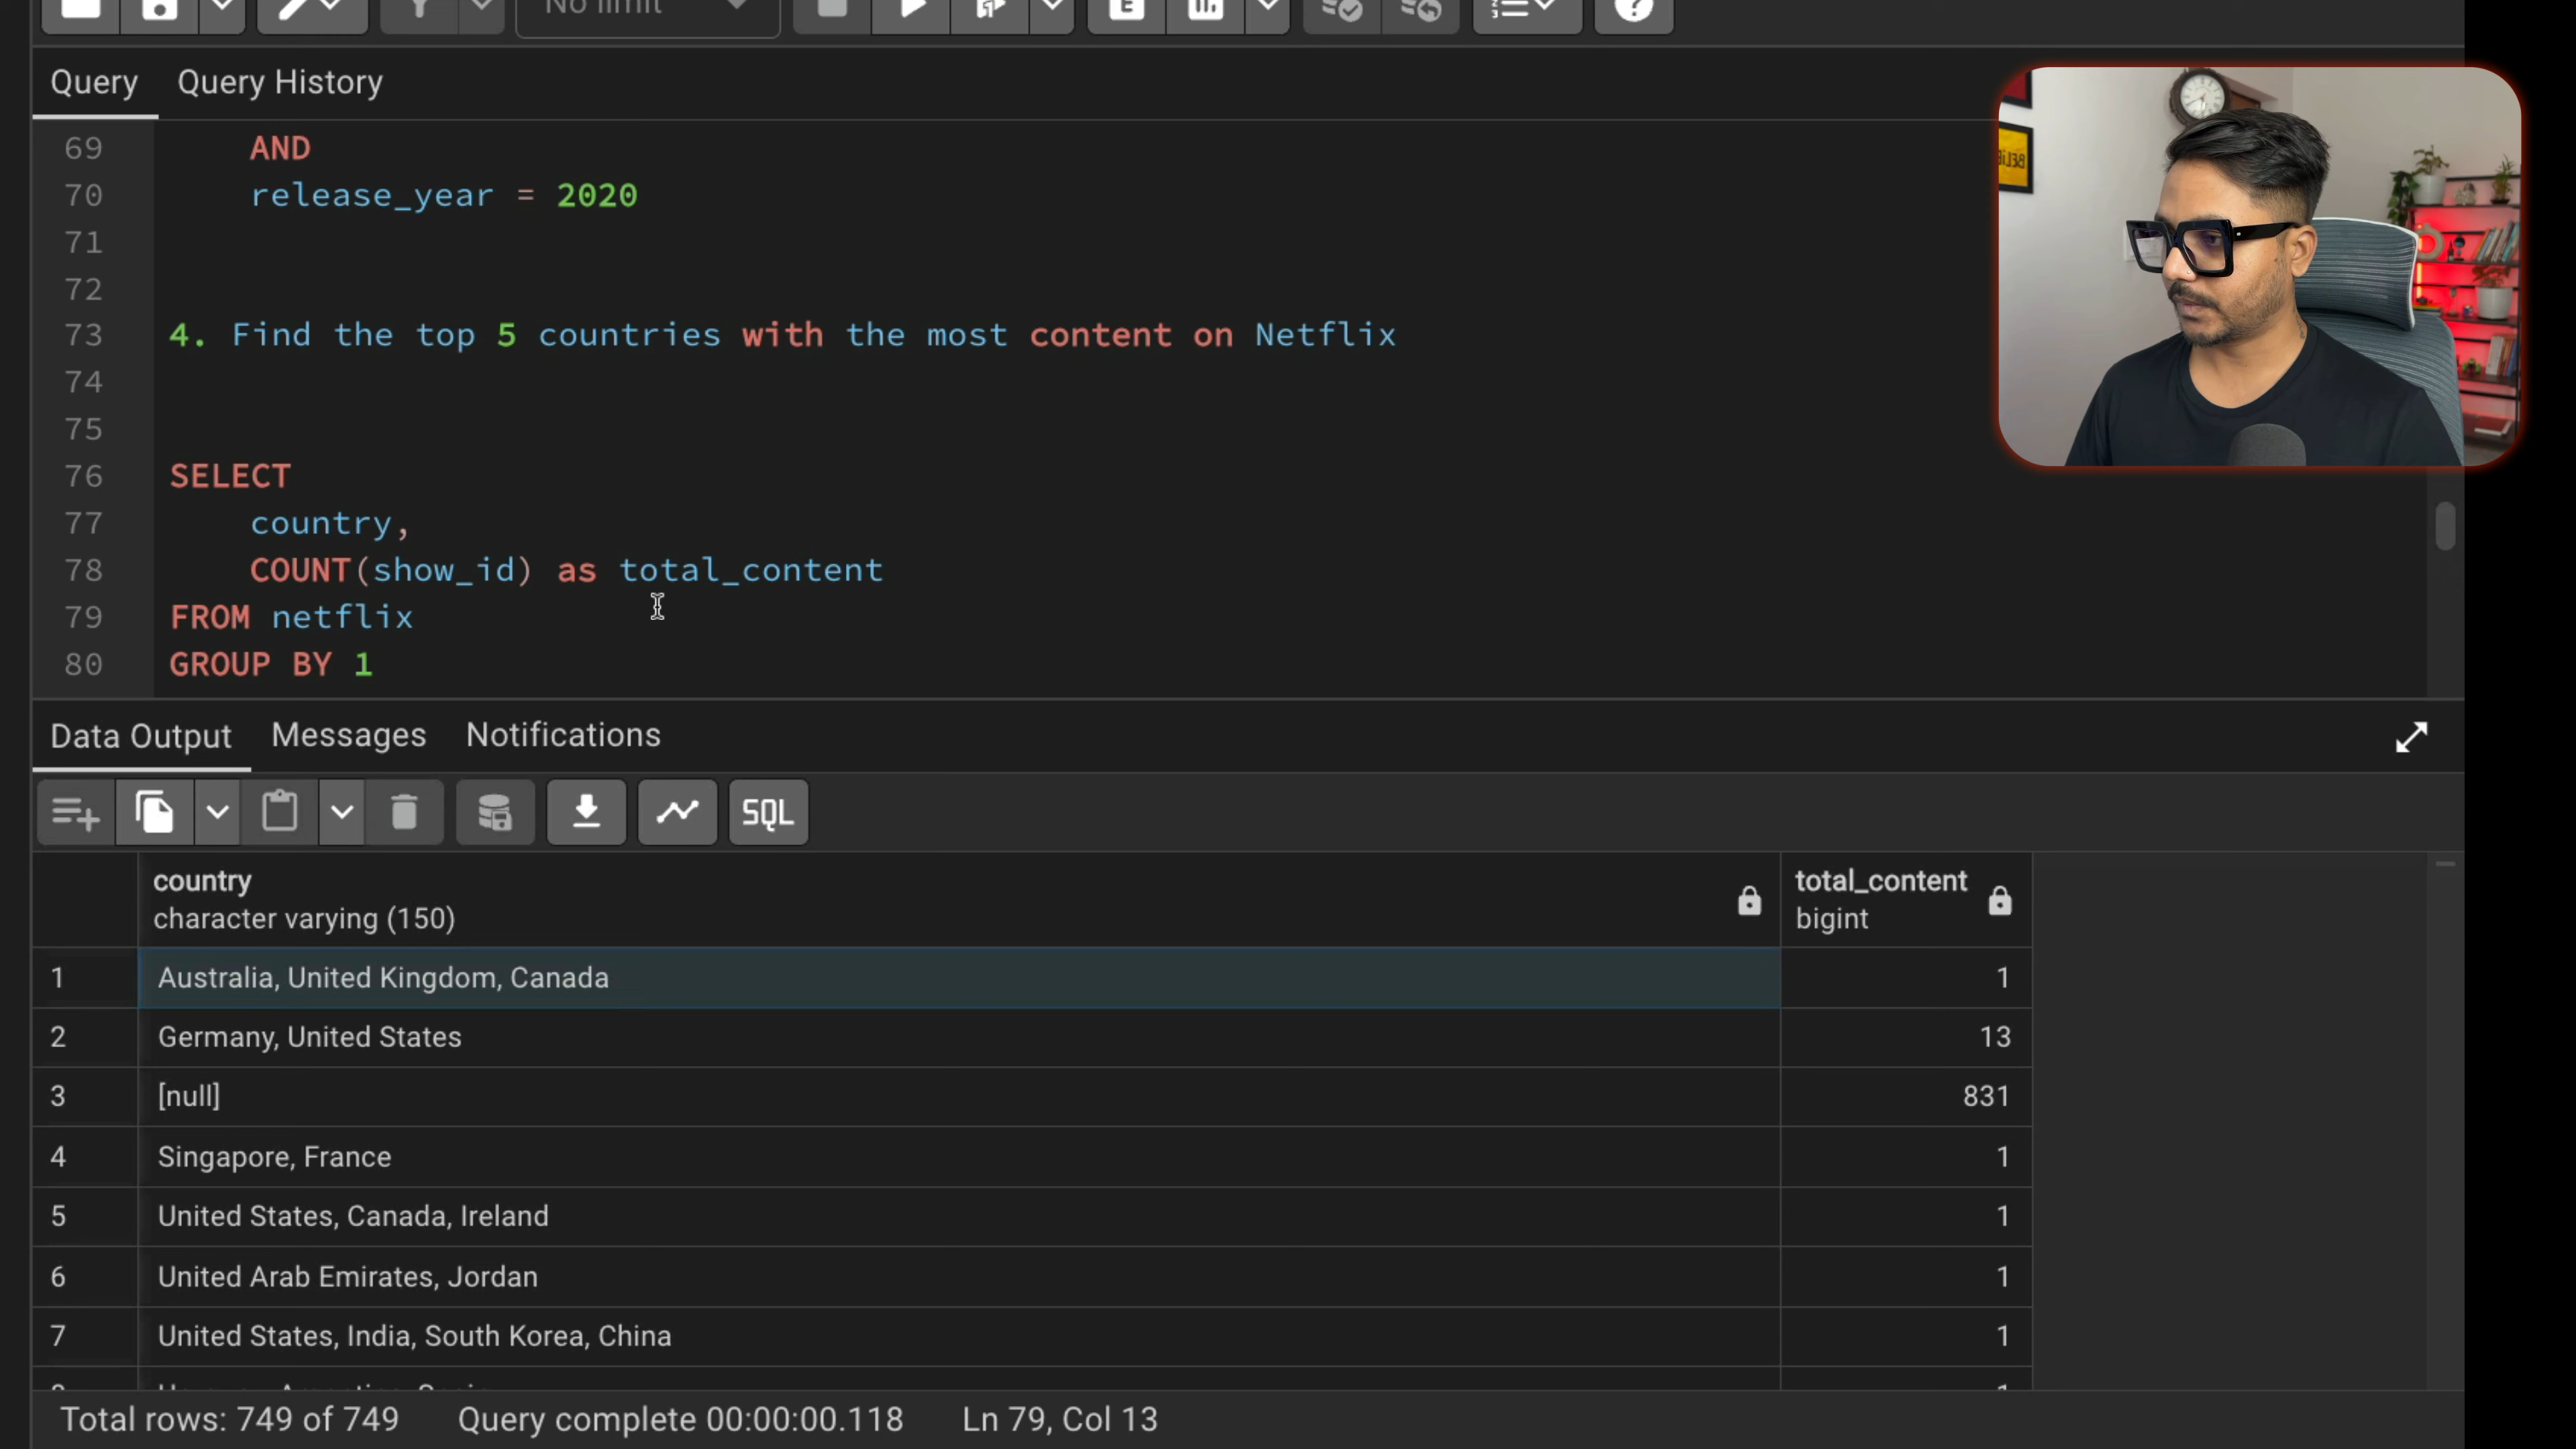 No limit
Query Query History
69 AND
70 release_year = 2020
71
72
73 4. Find the top 5 countries with the most content on Netflix
74
75
76 SELECT
77 country,
78 COUNT(show_id) as total_content
79 FROM netflix
80 GROUP BY 1
Data Output Messages Notifications
SQL
country total_content
character varying (150) bigint
1 Australia, United Kingdom, Canada 1
2 Germany, United States 13
3 [null] 831
4 Singapore, France 1
5 United States, Canada, Ireland 1
6 United Arab Emirates, Jordan 1
7 United States, India, South Korea, China 1
Total rows: 749 of 749 Query complete 00:00:00.118 Ln 79, Col 13